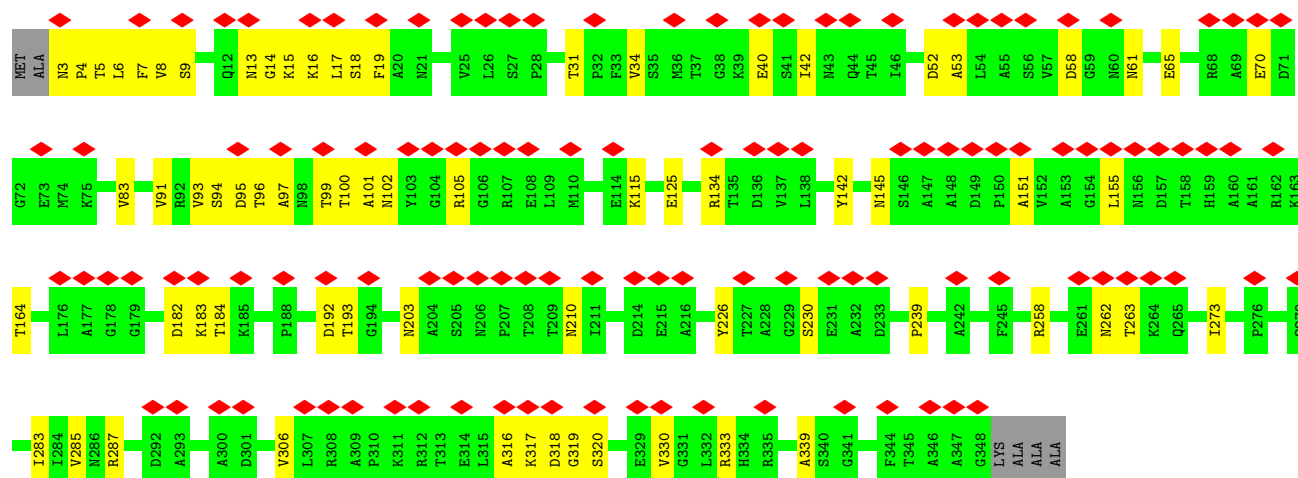 MET ALA N3 P4 T5 L6 F7 V8 S9 Q12 N13 G14 K15 K16 L17 S18 F19 A20 N21 V25 L26 S27 P28 T31 P32 F33 V34 S35 M36 T37 G38 K39 E40 S41 I42 N43 Q44 T45 I46 D52 A53 L54 A55 S56 V57 D58 G59 N60 N61 E65 R68 A69 E70 D71
G72 E73 M74 K75 V83 V91 R92 V93 S94 D95 T96 A97 N98 T99 T100 A101 N102 Y103 G104 R105 G106 R107 E108 L109 M110 E114 K115 E125 R134 T135 D136 V137 L138 Y142 N145 S146 A147 A148 D149 P150 A151 V152 A153 G154 L155 N156 D157 T158 H159 A160 A161 R162 K163
T164 L176 A177 G178 G179 D182 K183 T184 K185 P188 D192 T193 G194 N203 A204 S205 N206 P207 T208 T209 N210 I211 D214 E215 A216 Y226 T227 A228 G229 S230 E231 A232 D233 P239 A242 F245 R258 E261 N262 T263 K264 Q265 I273 P276
I283 I284 V285 N286 R287 D292 A293 A300 D301 V306 L307 R308 A309 P310 K311 R312 T313 E314 L315 A316 K317 D318 G319 S320 E329 V330 G331 L332 R333 H334 R335 A339 S340 G341 F344 T345 A346 A347 G348 LYS ALA ALA ALA